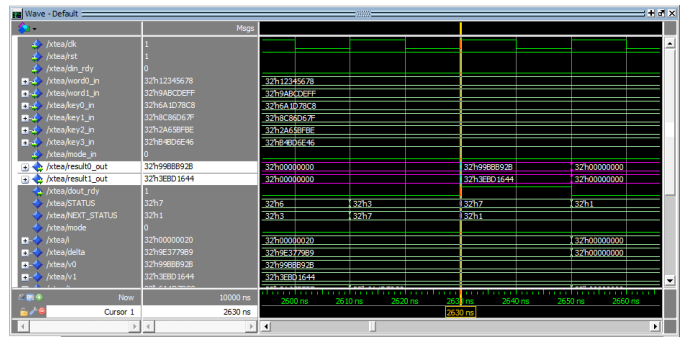 Wave - Default
Msgs
/xtea/clk 1
/xtea/rst 1
/xtea/din_rdy 0
/xtea/word0_in 32'h12345678 32'h12345678
/xtea/word1_in 32'h9ABCDEFF 32'h9ABCDEFF
/xtea/key0_in 32'h6A1D78C8 32'h6A1D78C8
/xtea/key1_in 32'h8C86D67F 32'h8C86D67F
/xtea/key2_in 32'h2A65BFBE 32'h2A65BFBE
/xtea/key3_in 32'hB4BD6E46 32'hB4BD6E46
/xtea/mode_in 0
/xtea/result0_out 32'h99BBB92B 32'h00000000 32'h99BBB92B 32'h00000000
/xtea/result1_out 32'h3EBD1644 32'h00000000 32'h3EBD1644 32'h00000000
/xtea/dout_rdy 1
/xtea/STATUS 32'h7 32'h6 32'h3 32'h7 32'h1
/xtea/NEXT_STATUS 32'h1 32'h3 32'h7 32'h1
/xtea/mode 0
/xtea/i 32'h00000020 32'h00000020 32'h00000000
/xtea/delta 32'h9E3779B9 32'h9E3779B9 32'h00000000
/xtea/v0 32'h99BBB92B 32'h99BBB92B
/xtea/v1 32'h3EBD1644 32'h3EBD1644
Now 10000 ns 2600 ns 2610 ns 2620 ns 2630 ns 2640 ns 2650 ns 2660 ns
Cursor 1 2630 ns 2630 ns